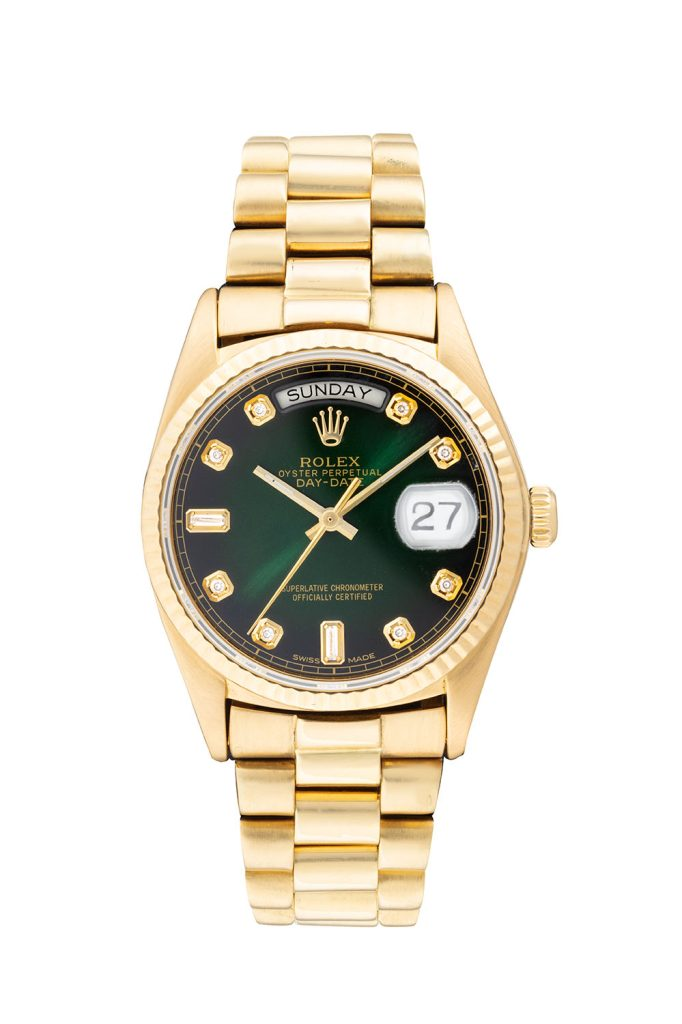 SUNDAY
ROLEX
OYSTER PERPETUAL
DAY-DATE
27
SUPERLATIVE CHRONOMETER
OFFICIALLY CERTIFIED
SWISS MADE